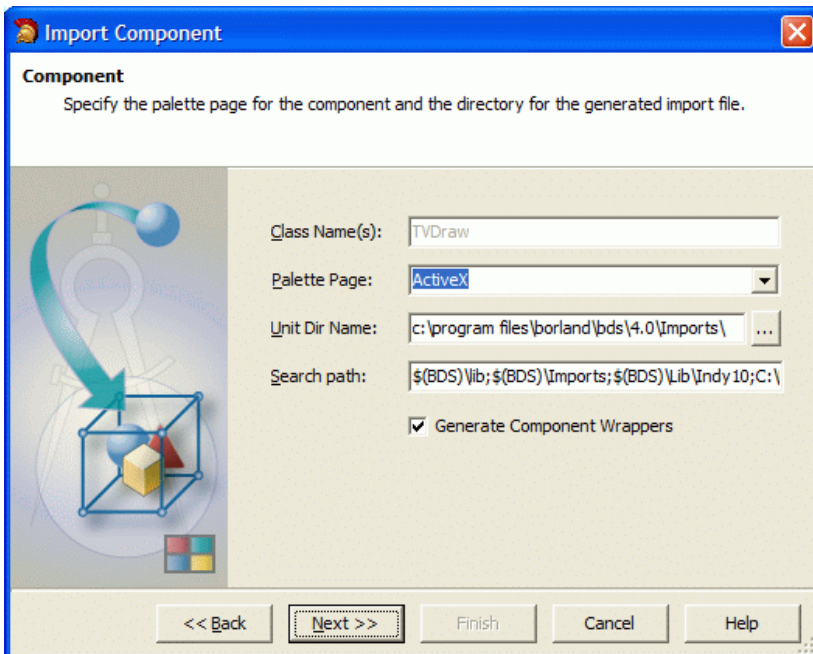 Import Component
Component
Specify the palette page for the component and the directory for the generated import file.
Class Name(s): TVDraw
Palette Page: ActiveX
Unit Dir Name: c:\program files\borland\bds\4.0\Imports\ ...
Search path: $(BDS)\lib;$(BDS)\Imports;$(BDS)\Lib\Indy10;C:\
Generate Component Wrappers
<< Back Next >> Finish Cancel Help